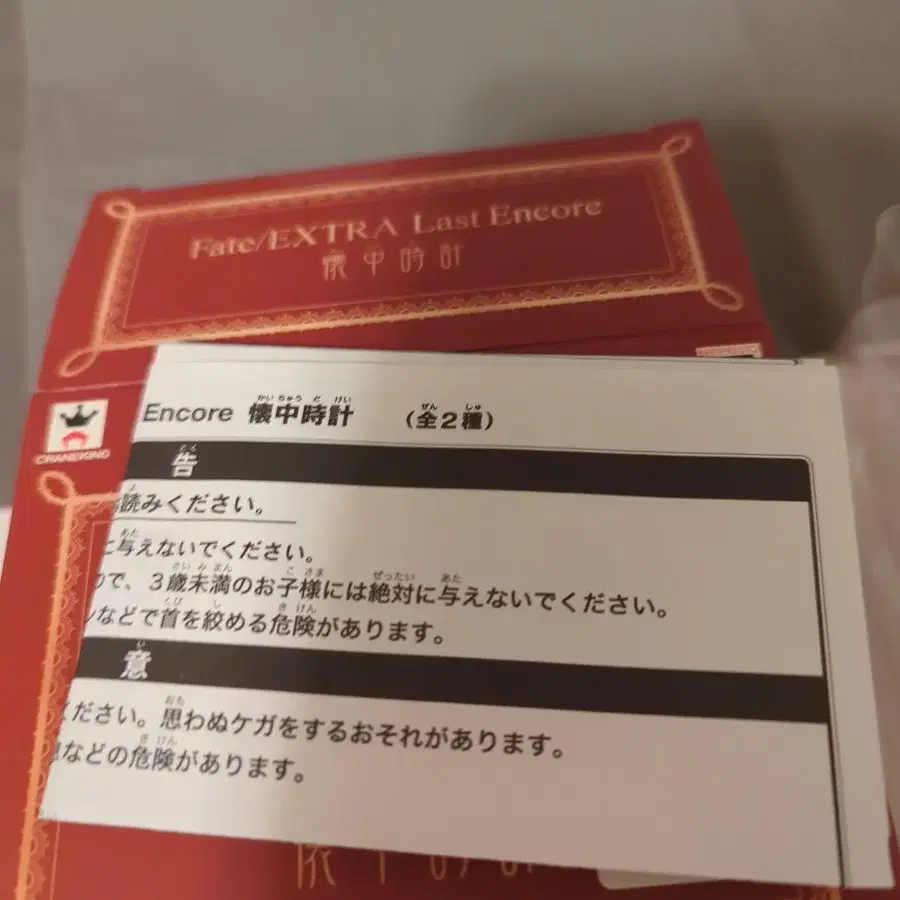 Fate/EXTRA Last Encore
懐中時計
CRANEKING
Encore 懐中時計 (全2種)
告
読みください。
に与えないでください。
ので、3歳未満のお子様には絶対に与えないでください。
などで首を絞める危険があります。
意
ください。思わぬケガをするおそれがあります。
などの危険があります。